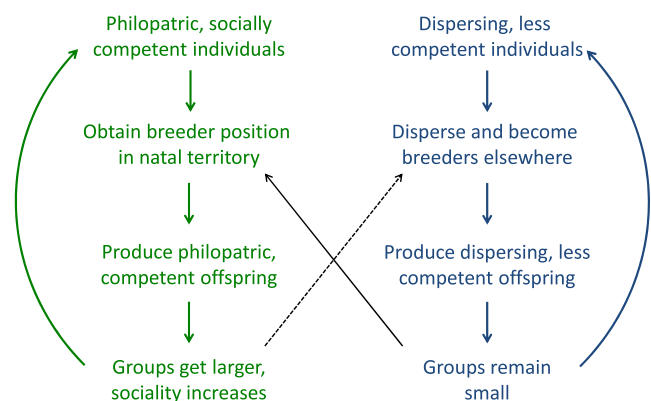 Philopatric, socially
competent individuals
Obtain breeder position
in natal territory
Produce philopatric,
competent offspring
Groups get larger,
sociality increases
Dispersing, less
competent individuals
Disperse and become
breeders elsewhere
Produce dispersing, less
competent offspring
Groups remain
small